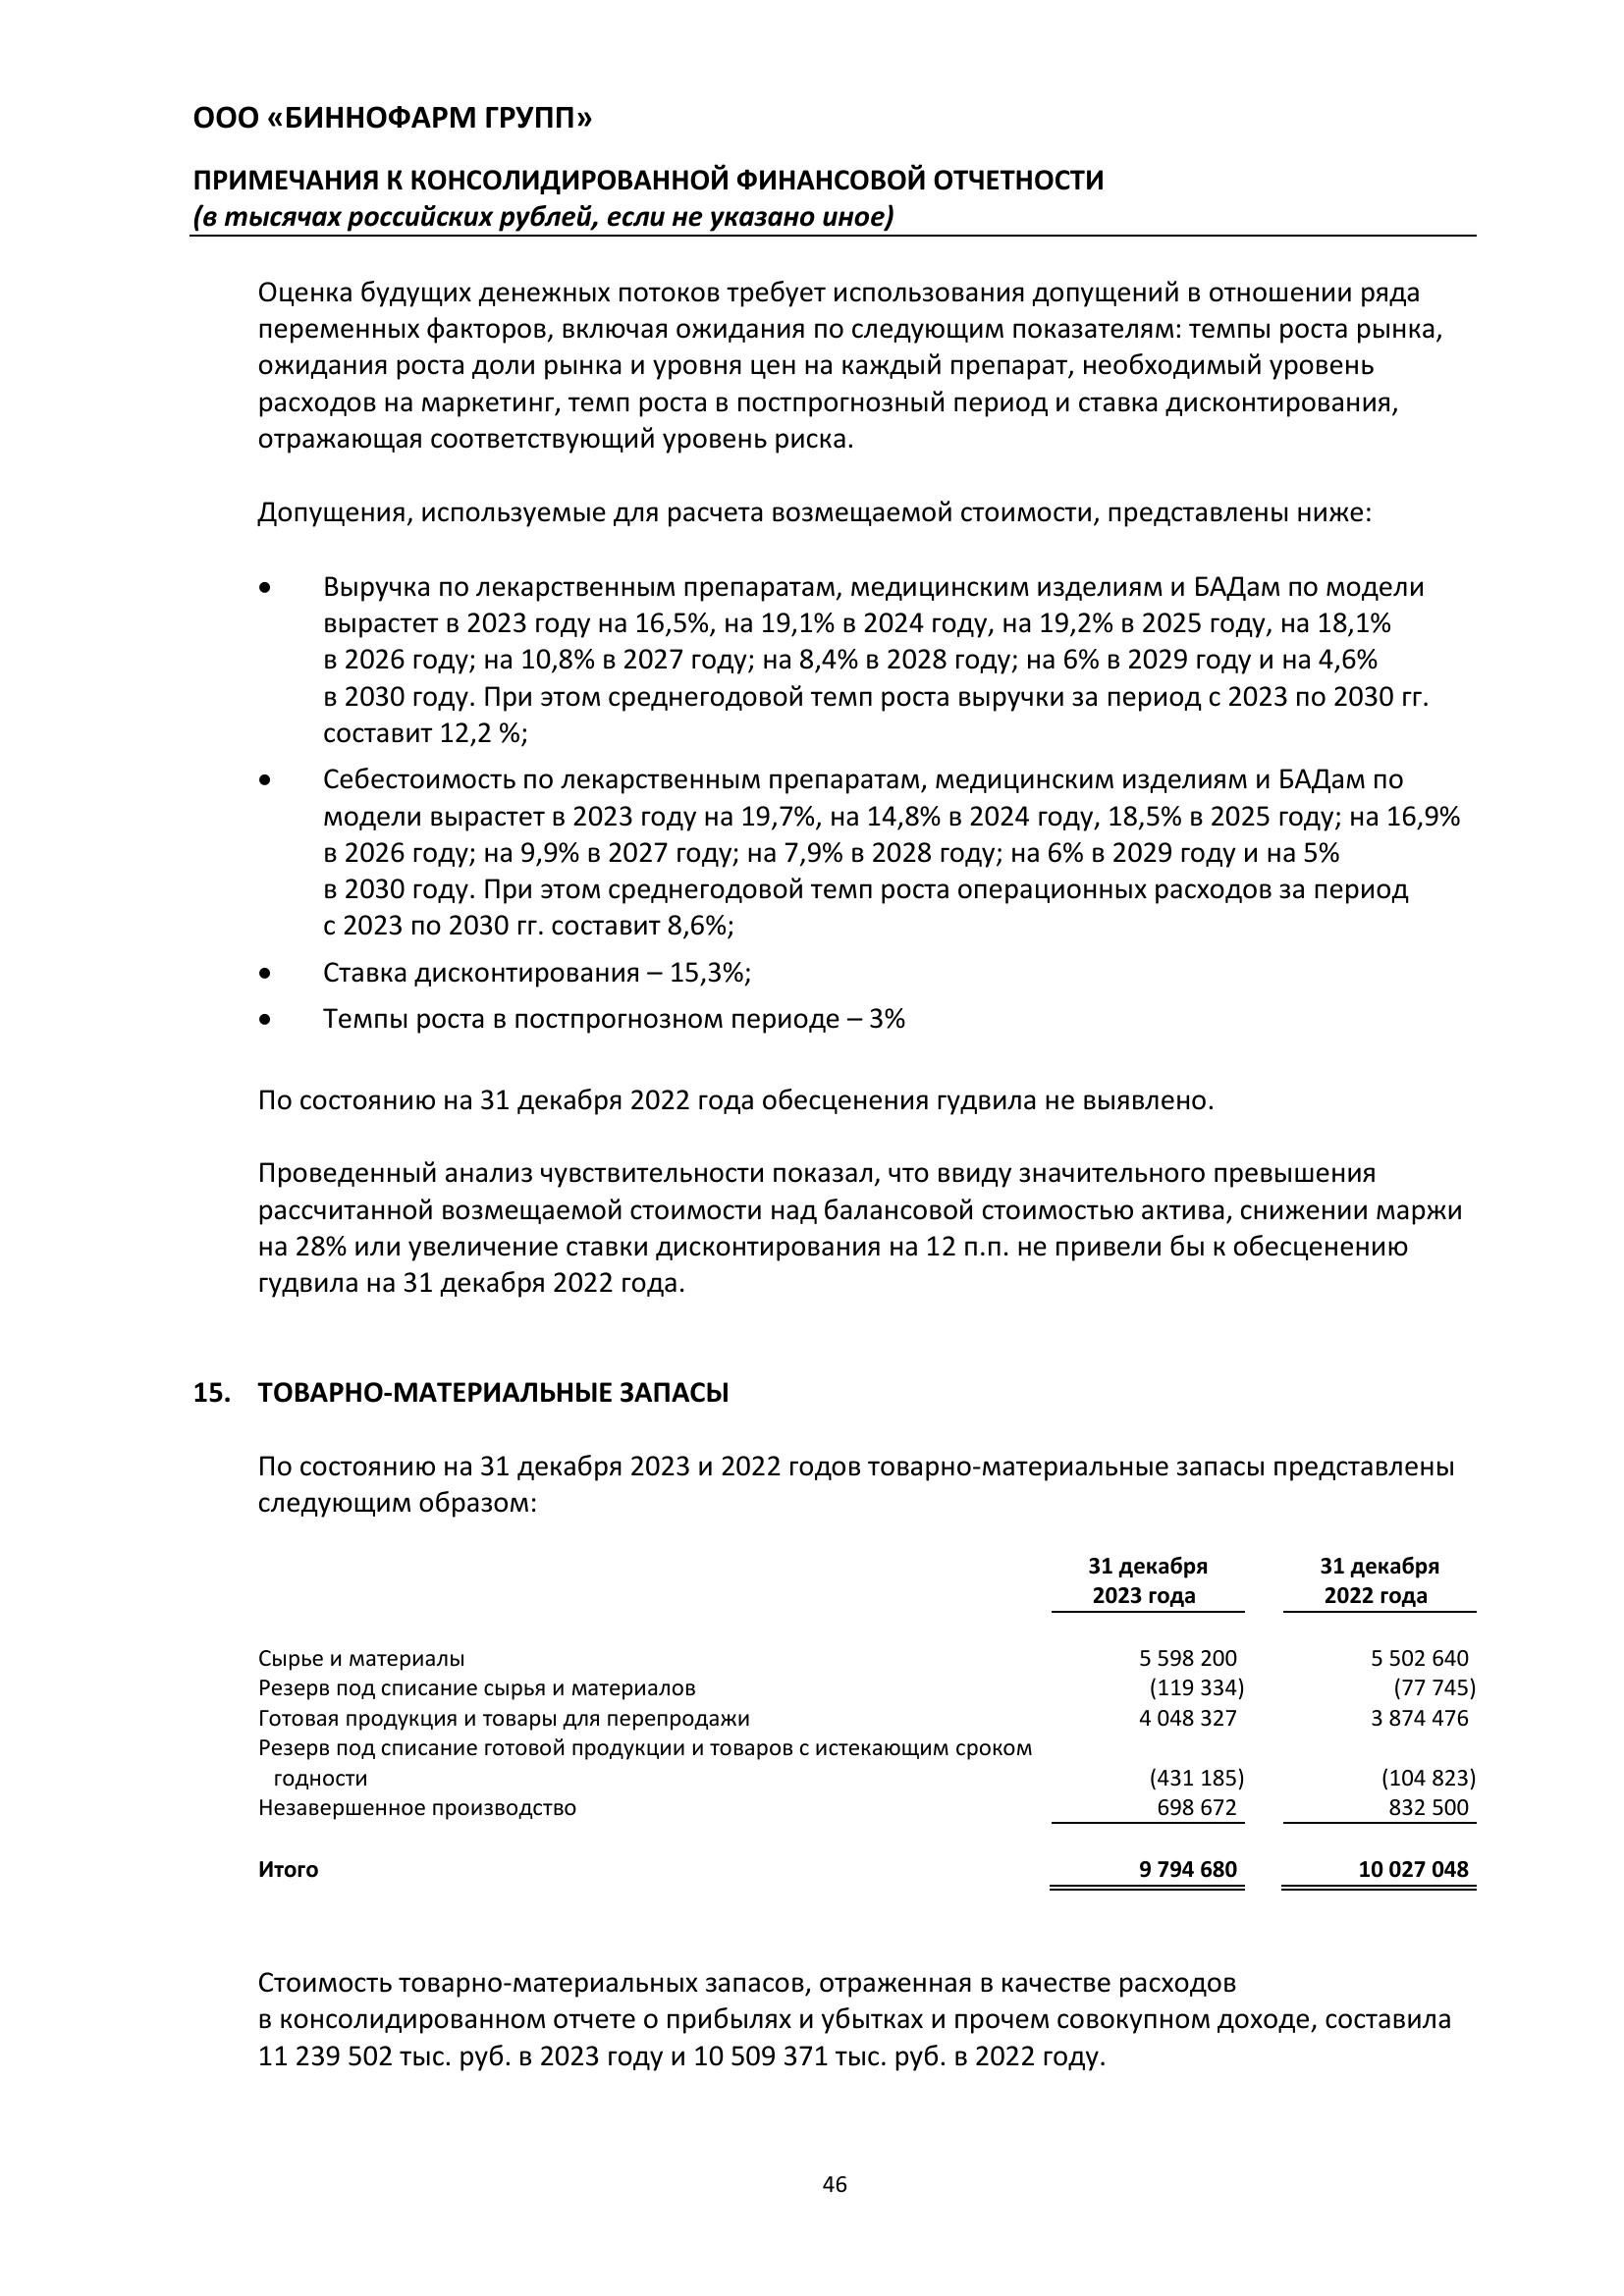 ООО «БИННОФАРМ ГРУПП»
ПРИМЕЧАНИЯ К КОНСОЛИДИРОВАННОЙ ФИНАНСОВОЙ ОТЧЕТНОСТИ
(в тысячах российских рублей, если не указано иное)
Оценка будущих денежных потоков требует использования допущений в отношении ряда
переменных факторов, включая ожидания по следующим показателям: темпы роста рынка,
ожидания роста доли рынка и уровня цен на каждый препарат, необходимый уровень
расходов на маркетинг, темп роста в постпрогнозный период и ставка дисконтирования,
отражающая соответствующий уровень риска.
Допущения, используемые для расчета возмещаемой стоимости, представлены ниже:
• Выручка по лекарственным препаратам, медицинским изделиям и БАДам по модели
вырастет в 2023 году на 16,5%, на 19,1% в 2024 году, на 19,2% в 2025 году, на 18,1%
в 2026 году; на 10,8% в 2027 году; на 8,4% в 2028 году; на 6% в 2029 году и на 4,6%
в 2030 году. При этом среднегодовой темп роста выручки за период с 2023 по 2030 гг.
составит 12,2 %;
• Себестоимость по лекарственным препаратам, медицинским изделиям и БАДам по
модели вырастет в 2023 году на 19,7%, на 14,8% в 2024 году, 18,5% в 2025 году; на 16,9%
в 2026 году; на 9,9% в 2027 году; на 7,9% в 2028 году; на 6% в 2029 году и на 5%
в 2030 году. При этом среднегодовой темп роста операционных расходов за период
с 2023 по 2030 гг. составит 8,6%;
• Ставка дисконтирования – 15,3%;
• Темпы роста в постпрогнозном периоде – 3%
По состоянию на 31 декабря 2022 года обесценения гудвила не выявлено.
Проведенный анализ чувствительности показал, что ввиду значительного превышения
рассчитанной возмещаемой стоимости над балансовой стоимостью актива, снижении маржи
на 28% или увеличение ставки дисконтирования на 12 п.п. не привели бы к обесценению
гудвила на 31 декабря 2022 года.
15. ТОВАРНО-МАТЕРИАЛЬНЫЕ ЗАПАСЫ
По состоянию на 31 декабря 2023 и 2022 годов товарно-материальные запасы представлены
следующим образом:
31 декабря 31 декабря
2023 года 2022 года
Сырье и материалы 5 598 200 5 502 640
Резерв под списание сырья и материалов (119 334) (77 745)
Готовая продукция и товары для перепродажи 4 048 327 3 874 476
Резерв под списание готовой продукции и товаров с истекающим сроком
годности (431 185) (104 823)
Незавершенное производство 698 672 832 500
Итого 9 794 680 10 027 048
Стоимость товарно-материальных запасов, отраженная в качестве расходов
в консолидированном отчете о прибылях и убытках и прочем совокупном доходе, составила
11 239 502 тыс. руб. в 2023 году и 10 509 371 тыс. руб. в 2022 году.
46